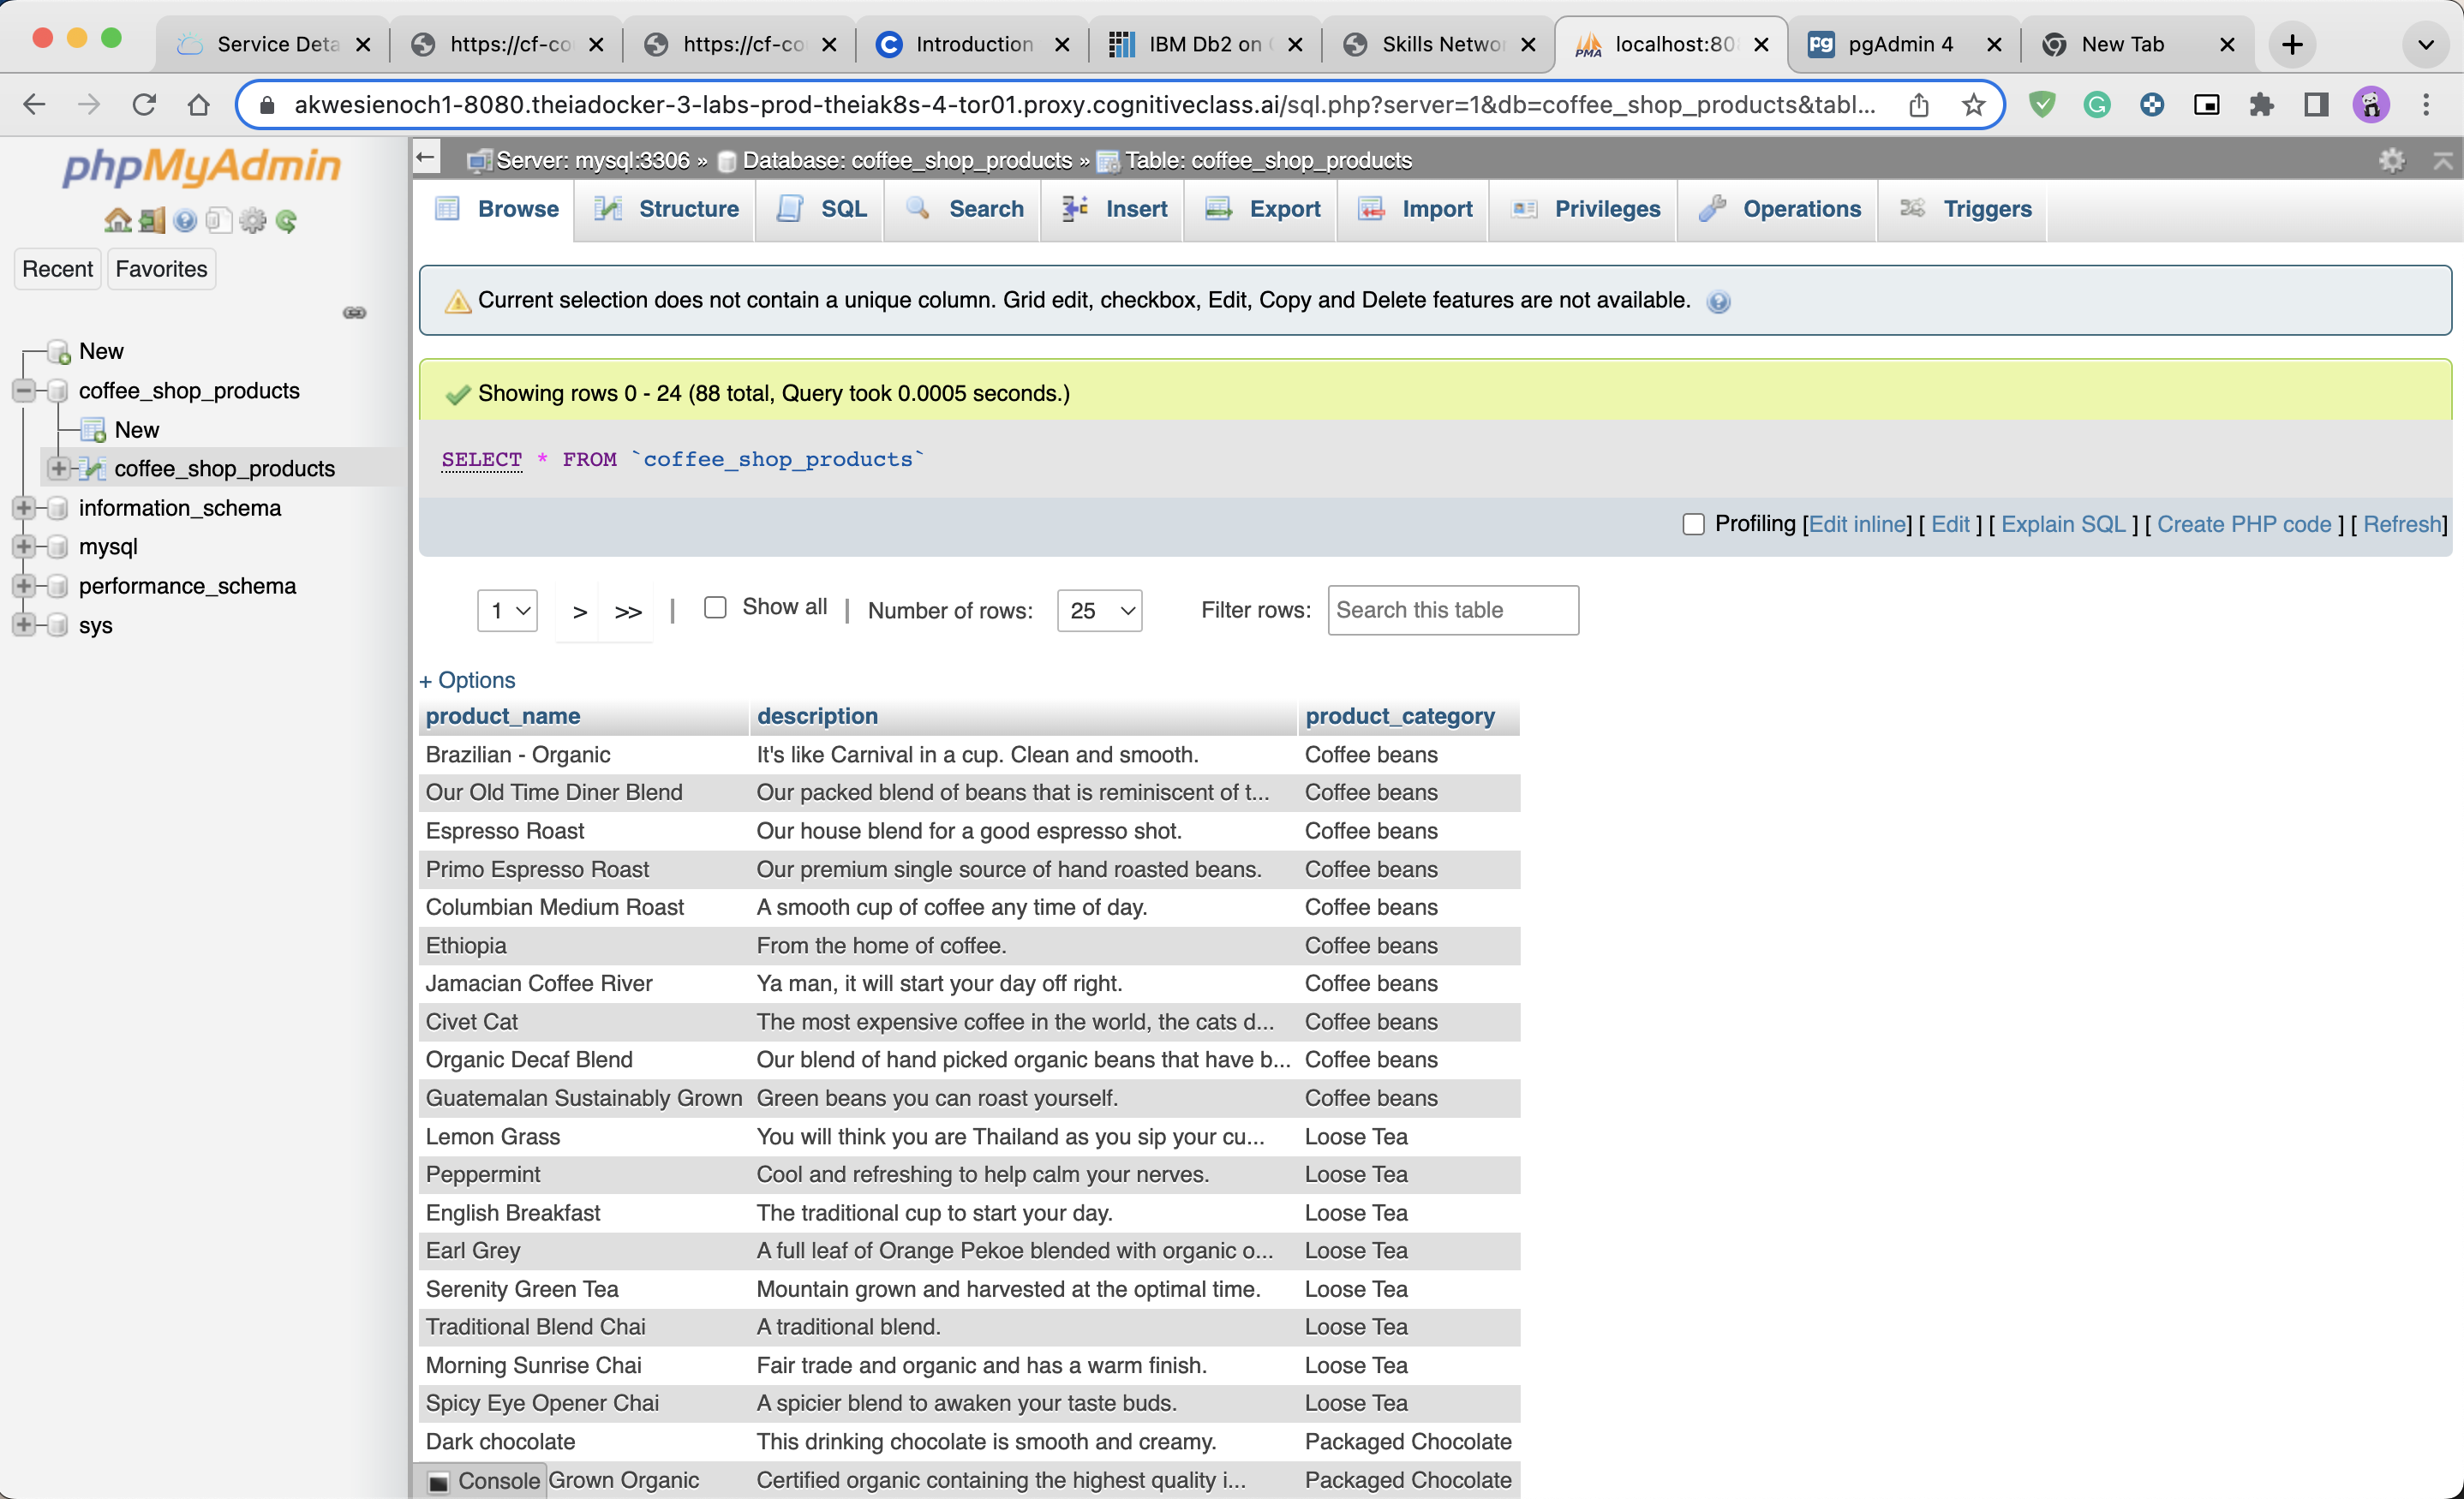 Service Deta
https://cf-co
https://cf-co
Introduction
IBM Db2 on
Skills Networ
localhost:80
pgAdmin 4
New Tab
akwesienoch1-8080.theiadocker-3-labs-prod-theiak8s-4-tor01.proxy.cognitiveclass.ai/sql.php?server=1&db=coffee_shop_products&tabl...
phpMyAdmin
Recent Favorites
New
coffee_shop_products
New
coffee_shop_products
information_schema
mysql
performance_schema
sys
Server: mysql:3306 » Database: coffee_shop_products » Table: coffee_shop_products
Browse Structure SQL Search Insert Export Import Privileges Operations Triggers
Current selection does not contain a unique column. Grid edit, checkbox, Edit, Copy and Delete features are not available.
Showing rows 0 - 24 (88 total, Query took 0.0005 seconds.)
SELECT * FROM `coffee_shop_products`
Profiling [Edit inline] [ Edit ] [ Explain SQL ] [ Create PHP code ] [ Refresh]
1 > >> | Show all | Number of rows: 25 Filter rows: Search this table
+ Options
product_name description product_category
Brazilian - Organic It's like Carnival in a cup. Clean and smooth. Coffee beans
Our Old Time Diner Blend Our packed blend of beans that is reminiscent of t... Coffee beans
Espresso Roast Our house blend for a good espresso shot. Coffee beans
Primo Espresso Roast Our premium single source of hand roasted beans. Coffee beans
Columbian Medium Roast A smooth cup of coffee any time of day. Coffee beans
Ethiopia From the home of coffee. Coffee beans
Jamacian Coffee River Ya man, it will start your day off right. Coffee beans
Civet Cat The most expensive coffee in the world, the cats d... Coffee beans
Organic Decaf Blend Our blend of hand picked organic beans that have b... Coffee beans
Guatemalan Sustainably Grown Green beans you can roast yourself. Coffee beans
Lemon Grass You will think you are Thailand as you sip your cu... Loose Tea
Peppermint Cool and refreshing to help calm your nerves. Loose Tea
English Breakfast The traditional cup to start your day. Loose Tea
Earl Grey A full leaf of Orange Pekoe blended with organic o... Loose Tea
Serenity Green Tea Mountain grown and harvested at the optimal time. Loose Tea
Traditional Blend Chai A traditional blend. Loose Tea
Morning Sunrise Chai Fair trade and organic and has a warm finish. Loose Tea
Spicy Eye Opener Chai A spicier blend to awaken your taste buds. Loose Tea
Dark chocolate This drinking chocolate is smooth and creamy. Packaged Chocolate
Console Grown Organic Certified organic containing the highest quality i... Packaged Chocolate